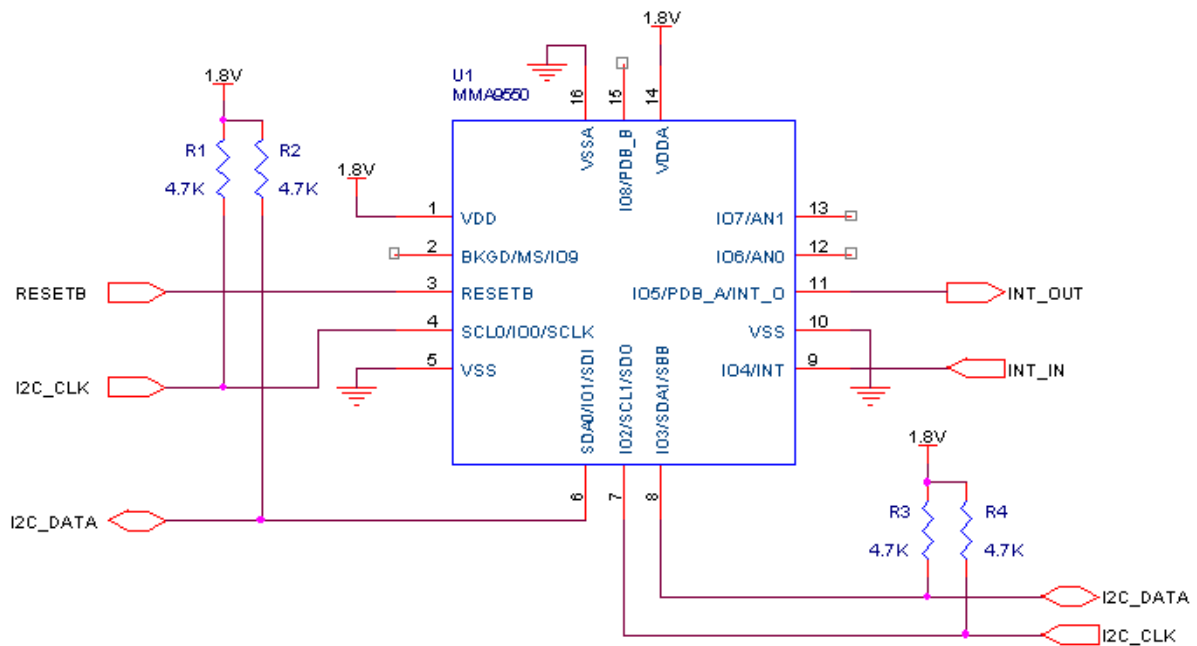 1.8V
U1
MMA9550
1.8V
16
15
14
VSSA
IO8/PDB_B
VDDA
R1
R2
4.7K
4.7K
1.8V
1
VDD
IO7/AN1
13
2
BKGD/MS/IO9
IO6/AN0
12
RESETB
3
RESETB
IO5/PDB_A/INT_O
11
INT_OUT
4
SCL0/IO0/SCLK
VSS
10
I2C_CLK
5
VSS
IO4/INT
9
INT_IN
SDA0/IO1/SDI
IO2/SCL1/SDO
IO3/SDA1/SBB
6
7
8
1.8V
I2C_DATA
R3
R4
4.7K
4.7K
I2C_DATA
I2C_CLK